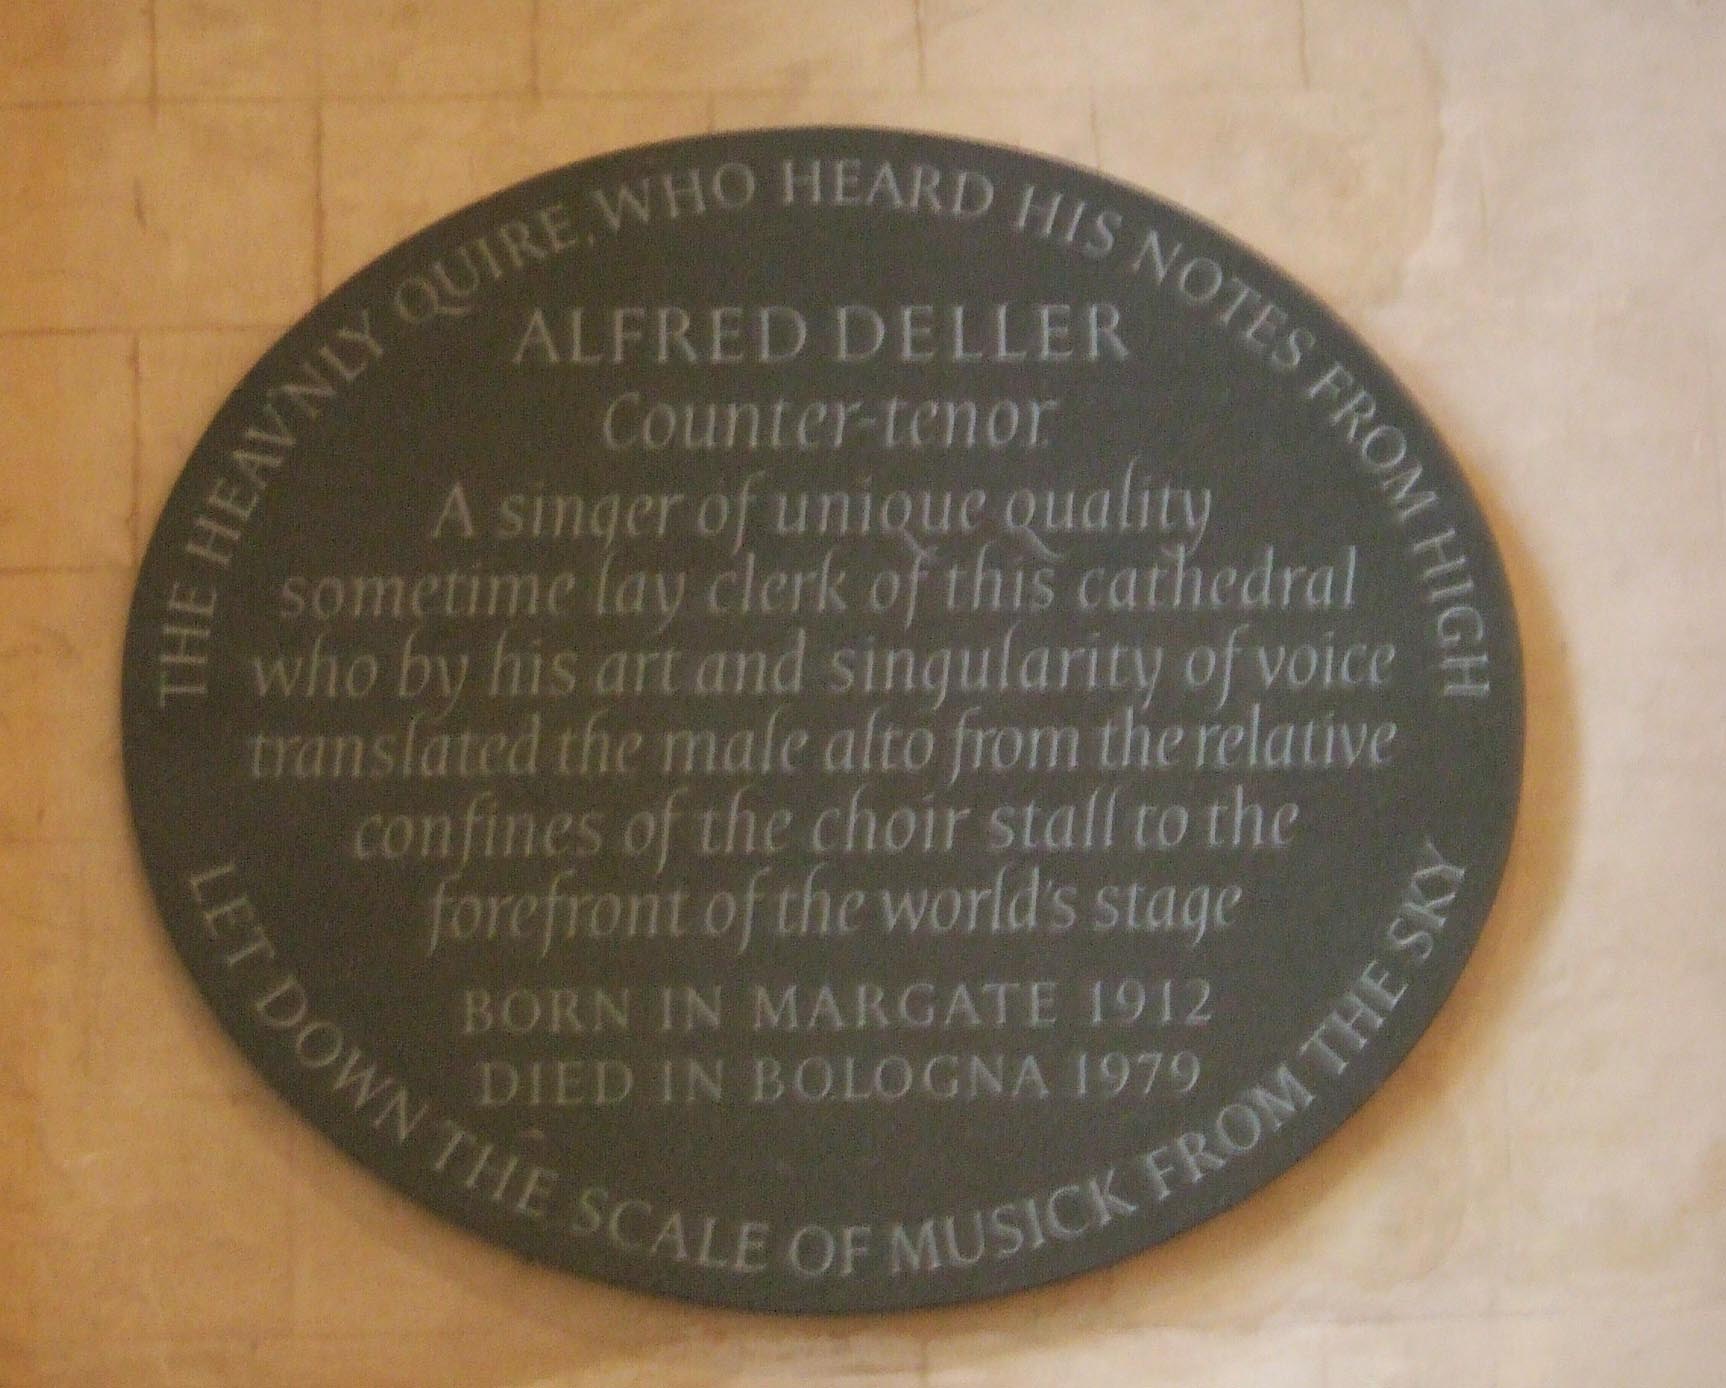 THE HEAV'NLY QUIRE, WHO HEARD HIS NOTES FROM HIGH
ALFRED DELLER
Counter-tenor
A singer of unique quality
sometime lay clerk of this cathedral
who by his art and singularity of voice
translated the male alto from the relative
confines of the choir stall to the
forefront of the world's stage
BORN IN MARGATE 1912
DIED IN BOLOGNA 1979
LET DOWN THE SCALE OF MUSICK FROM THE SKY